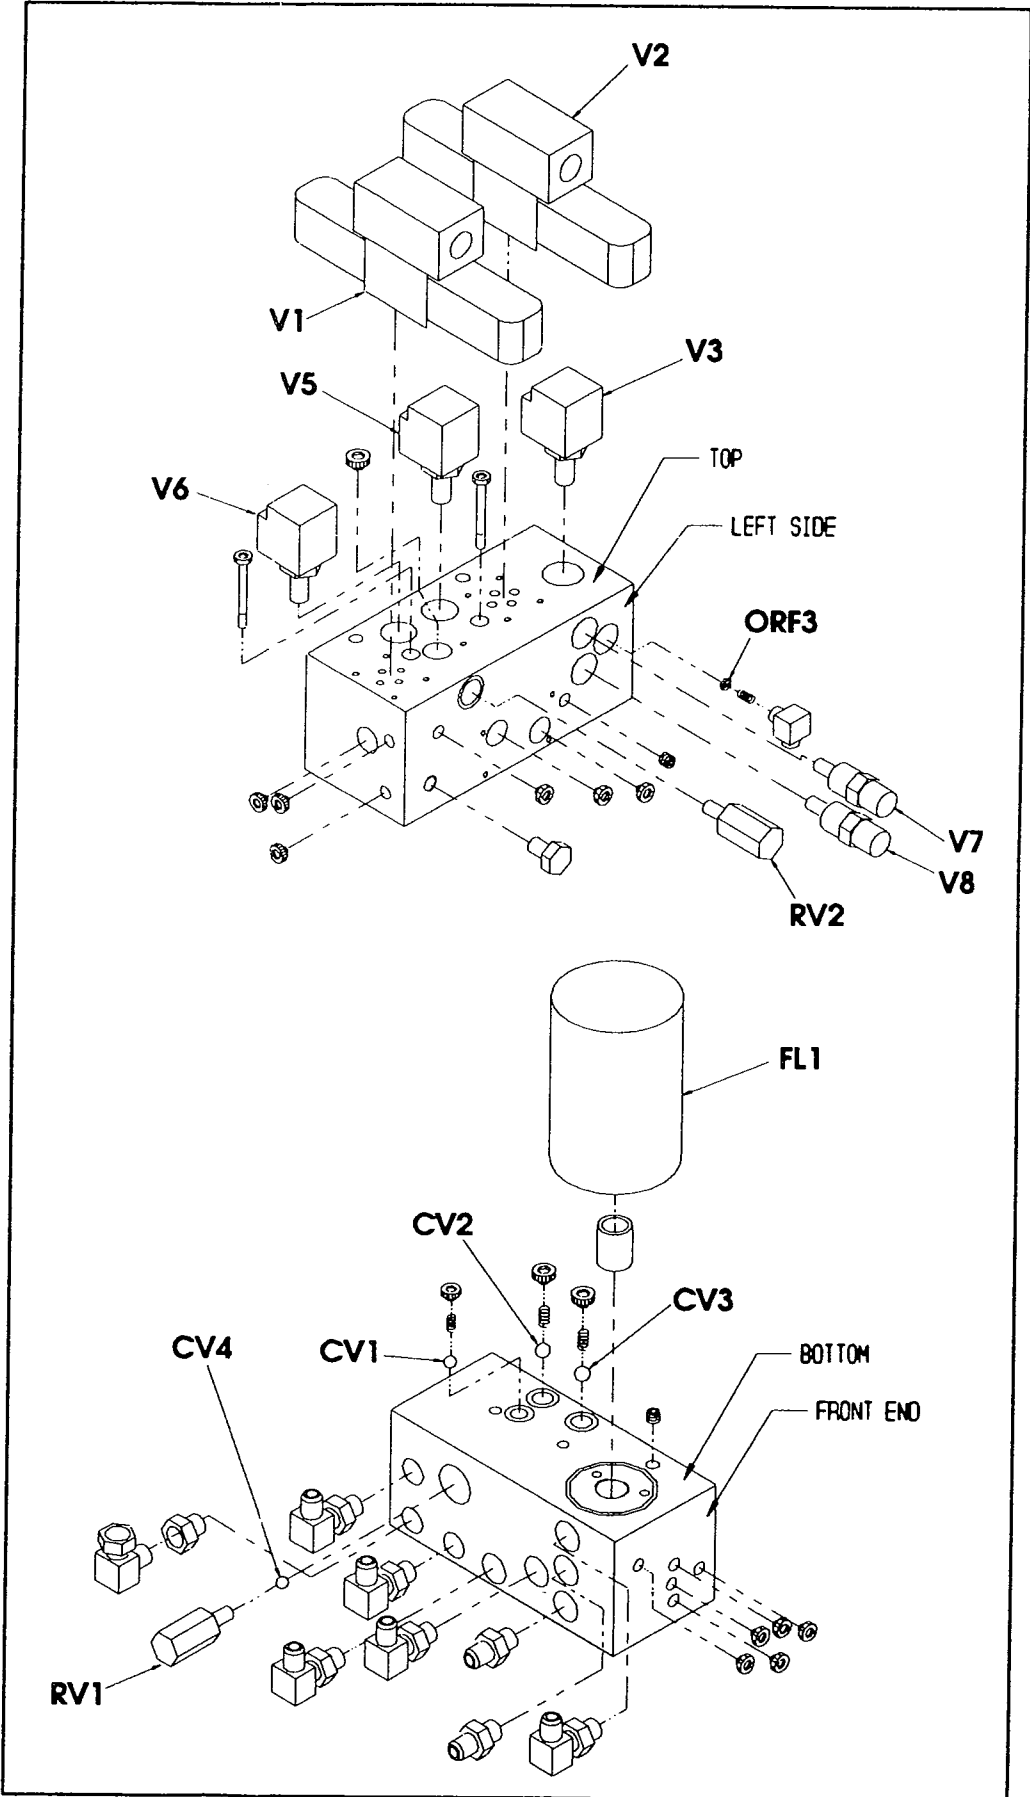 V2
V1
V3
V5
TOP
V6
LEFT SIDE
ORF3
V7
V8
RV2
FL1
CV2
CV3
CV4
CV1
BOTTOM
FRONT END
RV1